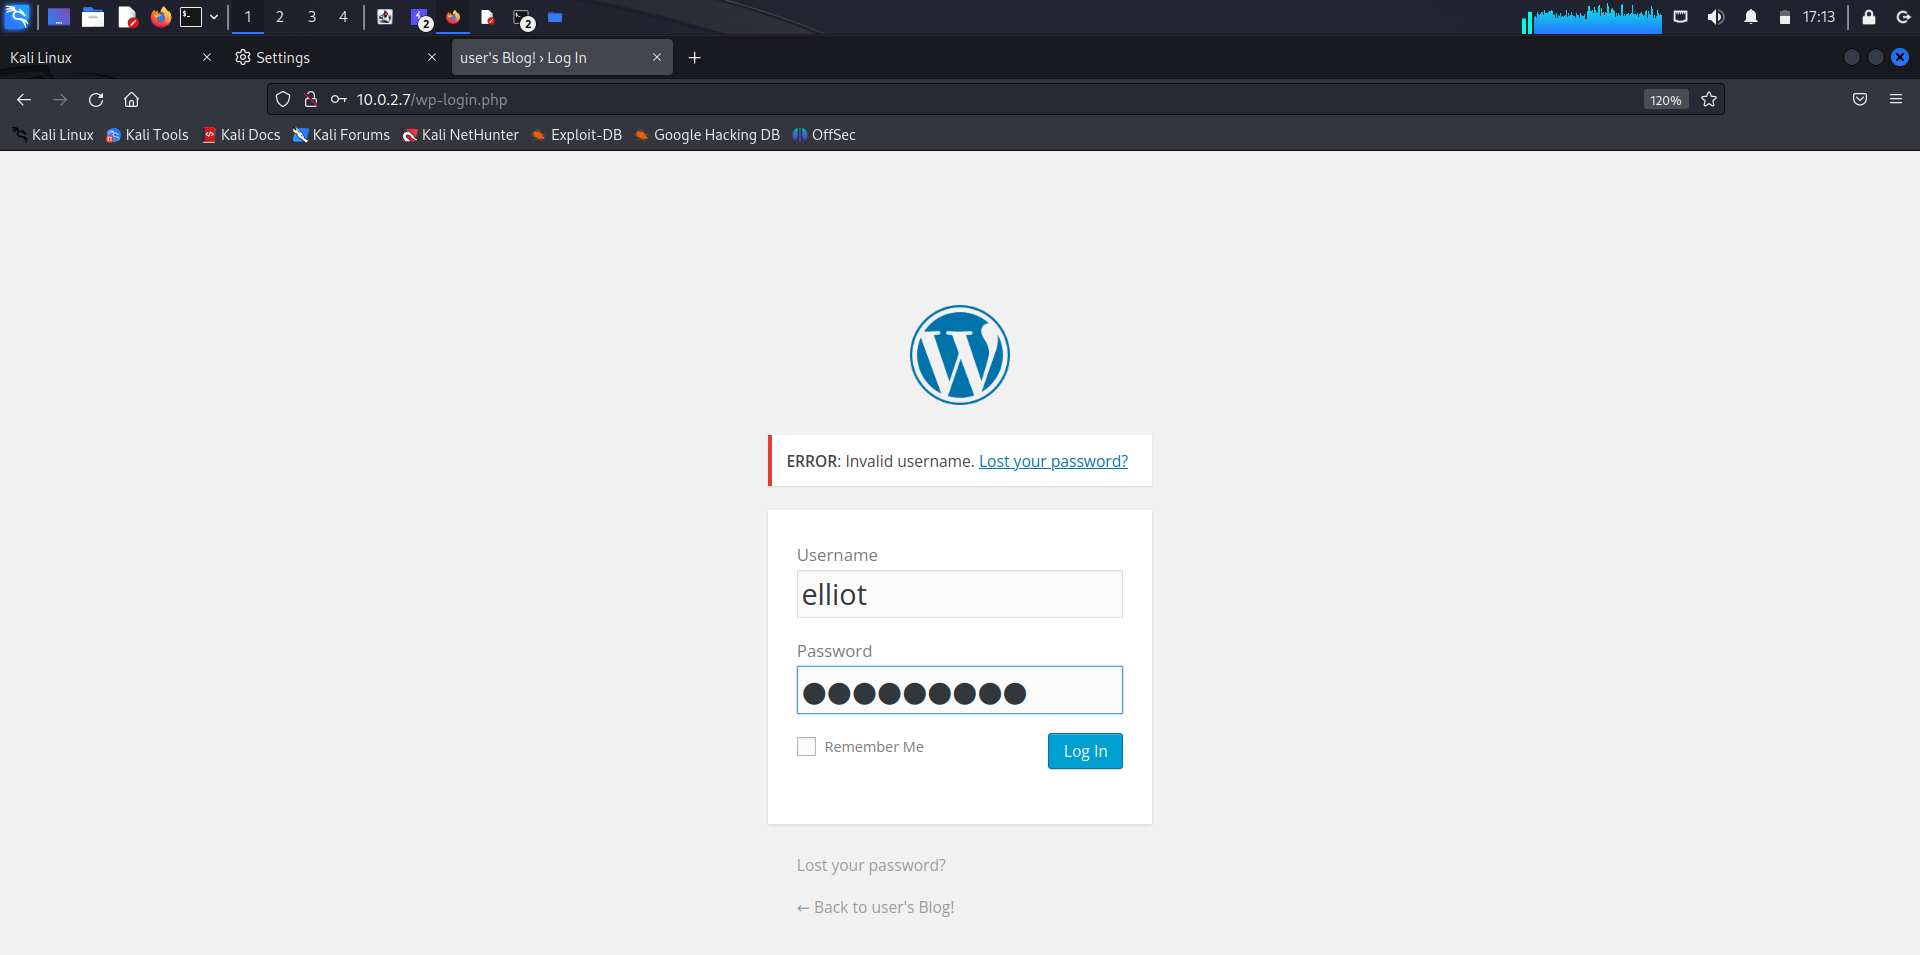 1 2 3 4 2 2 17:13
Kali Linux Settings user's Blog! › Log In
10.0.2.7/wp-login.php 120%
Kali Linux Kali Tools Kali Docs Kali Forums Kali NetHunter Exploit-DB Google Hacking DB OffSec
ERROR: Invalid username. Lost your password?
Username
elliot
Password
●●●●●●●●●
Remember Me Log In
Lost your password?
← Back to user's Blog!